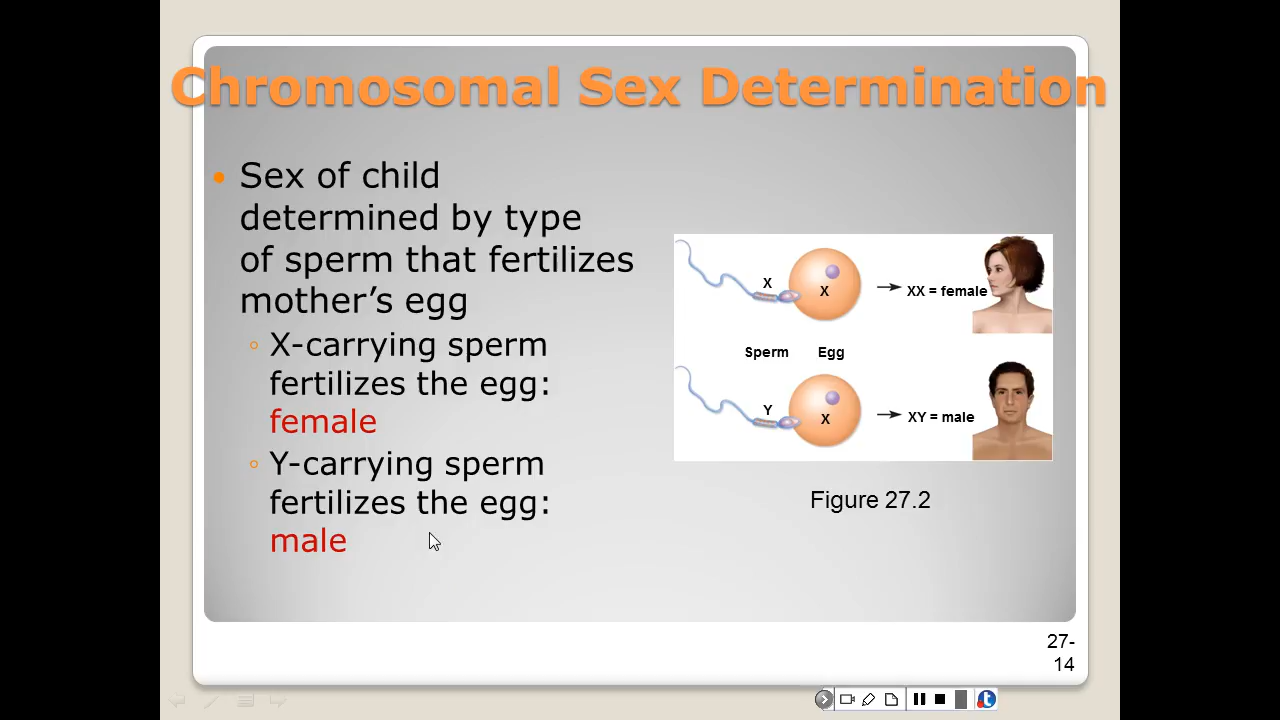 Chromosomal Sex Determination
Sex of child
determined by type
of sperm that fertilizes
mother's egg
X-carrying sperm
fertilizes the egg:
female
Y-carrying sperm
fertilizes the egg:
male
X
X
XX = female
Sperm Egg
Y
X
XY = male
Figure 27.2
27-
14
t